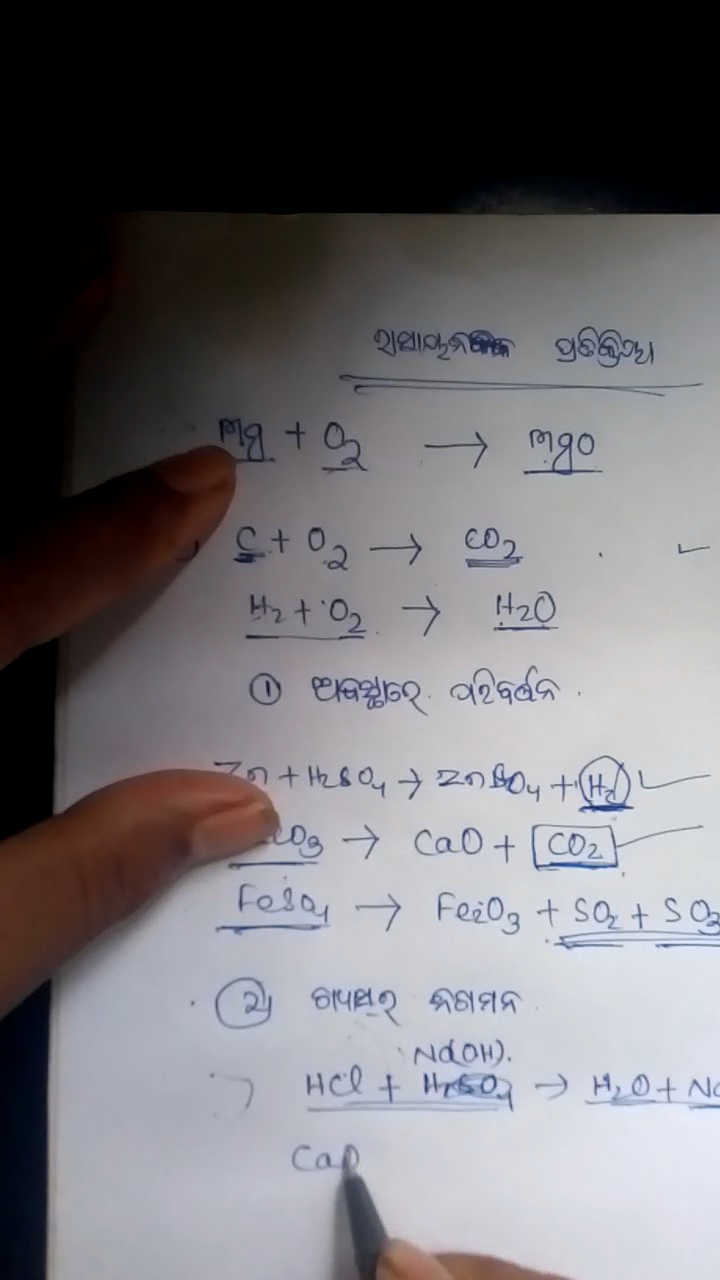 ରାସାୟନିକ ପ୍ରତିକ୍ରିୟା
Mg + O2 → MgO
C + O2 → CO2
H2 + O2 → H2O
① ଅବସ୍ଥାରେ ପରିବର୍ତ୍ତନ.
Zn + H2SO4 → ZnSO4 + H2
CO3 → CaO + CO2
FeSO4 → Fe2O3 + SO2 + SO3
② ଗ୍ୟାସର ନିଗମନ
Na(OH).
HCl + → H2O + Na
CaO